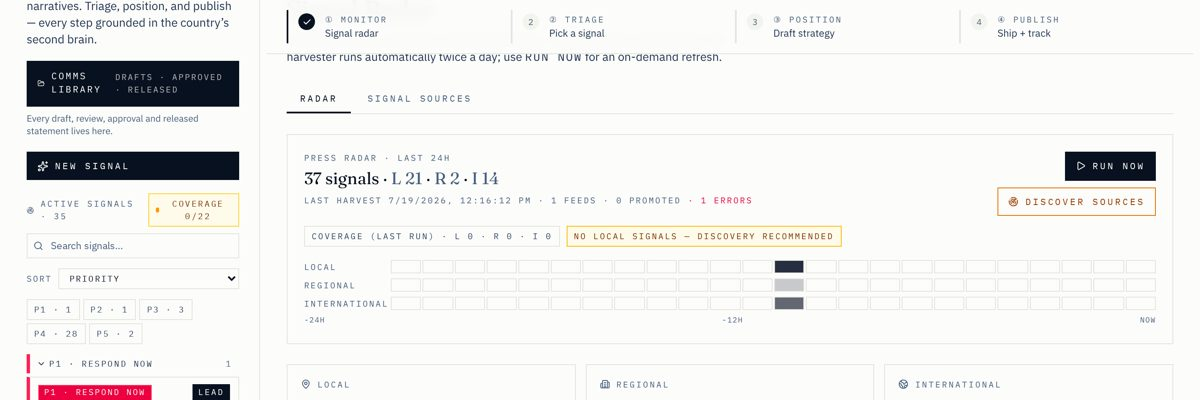 narratives. Triage, position, and publish
— every step grounded in the country's
second brain.
COMMS LIBRARY
DRAFTS · APPROVED · RELEASED
Every draft, review, approval and released
statement lives here.
NEW SIGNAL
ACTIVE SIGNALS · 35
COVERAGE 0/22
Search signals...
SORT PRIORITY
P1 · 1 P2 · 1 P3 · 3
P4 · 28 P5 · 2
P1 · RESPOND NOW 1
P1 · RESPOND NOW LEAD
① MONITOR
Signal radar
2 ② TRIAGE
Pick a signal
3 ③ POSITION
Draft strategy
4 ④ PUBLISH
Ship + track
harvester runs automatically twice a day; use RUN NOW for an on-demand refresh.
RADAR SIGNAL SOURCES
PRESS RADAR · LAST 24H
37 signals · L 21 · R 2 · I 14
LAST HARVEST 7/19/2026, 12:16:12 PM · 1 FEEDS · 0 PROMOTED · 1 ERRORS
RUN NOW
DISCOVER SOURCES
COVERAGE (LAST RUN) · L 0 · R 0 · I 0
NO LOCAL SIGNALS — DISCOVERY RECOMMENDED
LOCAL
REGIONAL
INTERNATIONAL
-24H -12H NOW
LOCAL REGIONAL INTERNATIONAL